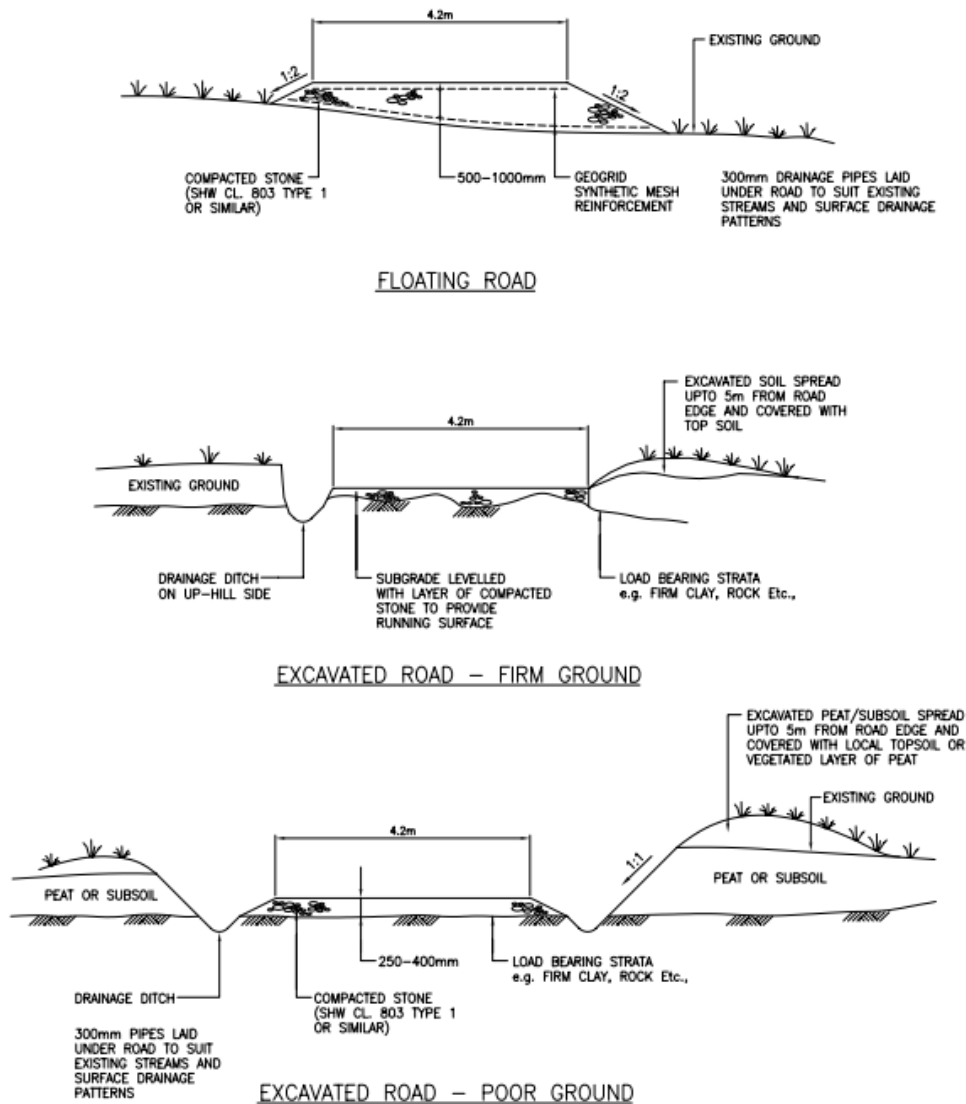 4.2m
EXISTING GROUND
1:2
1:2
COMPACTED STONE
(SHW CL. 803 TYPE 1
OR SIMILAR)
500-1000mm
GEOGRID
SYNTHETIC MESH
REINFORCEMENT
300mm DRAINAGE PIPES LAID
UNDER ROAD TO SUIT EXISTING
STREAMS AND SURFACE DRAINAGE
PATTERNS
FLOATING ROAD
EXCAVATED SOIL SPREAD
UPTO 5m FROM ROAD
EDGE AND COVERED WITH
TOP SOIL
4.2m
EXISTING GROUND
DRAINAGE DITCH
ON UP-HILL SIDE
SUBGRADE LEVELLED
WITH LAYER OF COMPACTED
STONE TO PROVIDE
RUNNING SURFACE
LOAD BEARING STRATA
e.g. FIRM CLAY, ROCK Etc.,
EXCAVATED ROAD - FIRM GROUND
EXCAVATED PEAT/SUBSOIL SPREAD
UPTO 5m FROM ROAD EDGE AND
COVERED WITH LOCAL TOPSOIL OR
VEGETATED LAYER OF PEAT
EXISTING GROUND
4.2m
1:1
PEAT OR SUBSOIL
PEAT OR SUBSOIL
250-400mm
LOAD BEARING STRATA
e.g. FIRM CLAY, ROCK Etc.,
DRAINAGE DITCH
COMPACTED STONE
(SHW CL. 803 TYPE 1
OR SIMILAR)
300mm PIPES LAID
UNDER ROAD TO SUIT
EXISTING STREAMS AND
SURFACE DRAINAGE
PATTERNS
EXCAVATED ROAD - POOR GROUND